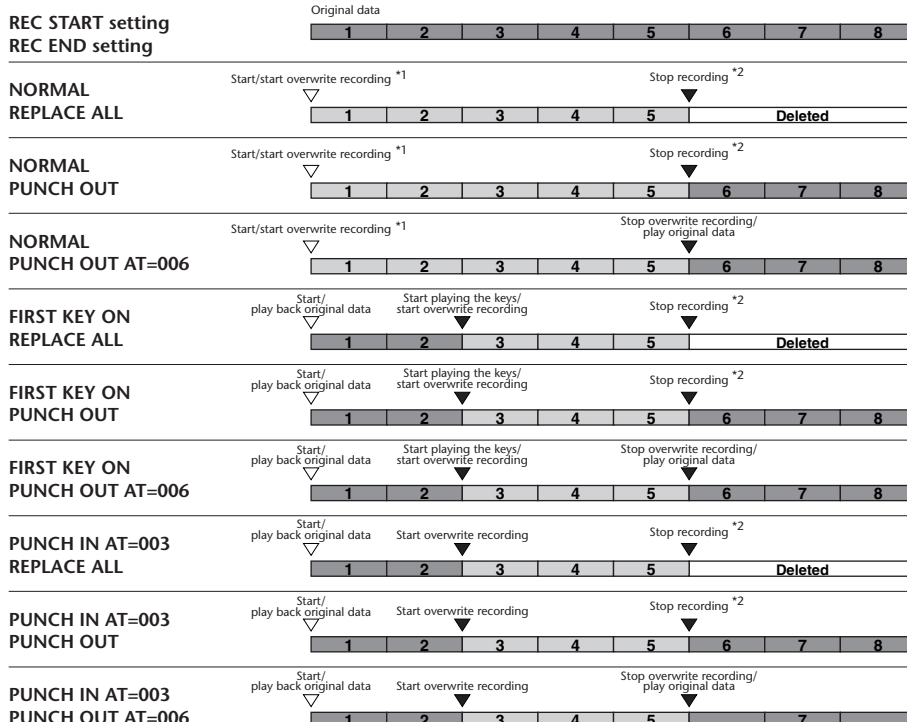 Original data
REC START setting
REC END setting
1 2 3 4 5 6 7 8
NORMAL
REPLACE ALL
Start/start overwrite recording *1
Stop recording *2
1 2 3 4 5 Deleted
NORMAL
PUNCH OUT
Start/start overwrite recording *1
Stop recording *2
1 2 3 4 5 6 7 8
NORMAL
PUNCH OUT AT=006
Start/start overwrite recording *1
Stop overwrite recording/
play original data
1 2 3 4 5 6 7 8
FIRST KEY ON
REPLACE ALL
Start/
play back original data
Start playing the keys/
start overwrite recording
Stop recording *2
1 2 3 4 5 Deleted
FIRST KEY ON
PUNCH OUT
Start/
play back original data
Start playing the keys/
start overwrite recording
Stop recording *2
1 2 3 4 5 6 7 8
FIRST KEY ON
PUNCH OUT AT=006
Start/
play back original data
Start playing the keys/
start overwrite recording
Stop overwrite recording/
play original data
1 2 3 4 5 6 7 8
PUNCH IN AT=003
REPLACE ALL
Start/
play back original data
Start overwrite recording
Stop recording *2
1 2 3 4 5 Deleted
PUNCH IN AT=003
PUNCH OUT
Start/
play back original data
Start overwrite recording
Stop recording *2
1 2 3 4 5 6 7 8
PUNCH IN AT=003
PUNCH OUT AT=006
Start/
play back original data
Start overwrite recording
Stop overwrite recording/
play original data
1 2 3 4 5 6 7 8